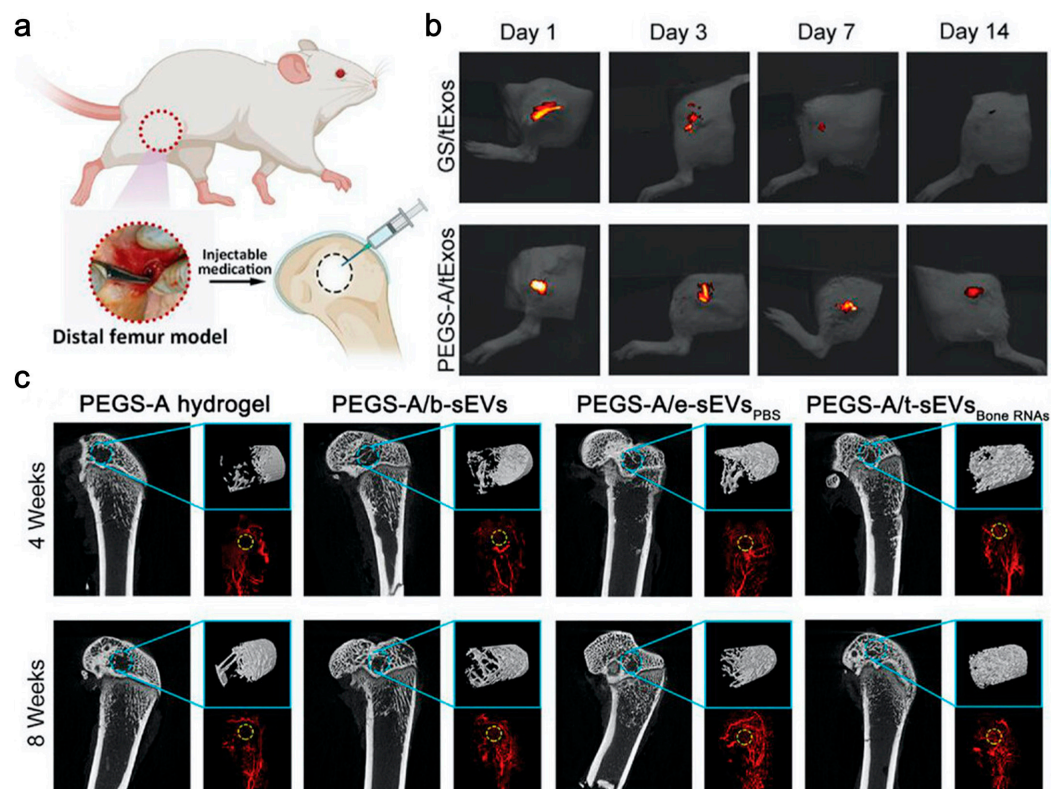 a
Injectable
medication
Distal femur model
b
Day 1
Day 3
Day 7
Day 14
GS/tExos
PEGS-A/tExos
c
PEGS-A hydrogel
PEGS-A/b-sEVs
PEGS-A/e-sEVsPBS
PEGS-A/t-sEVsBone RNAs
4 Weeks
8 Weeks